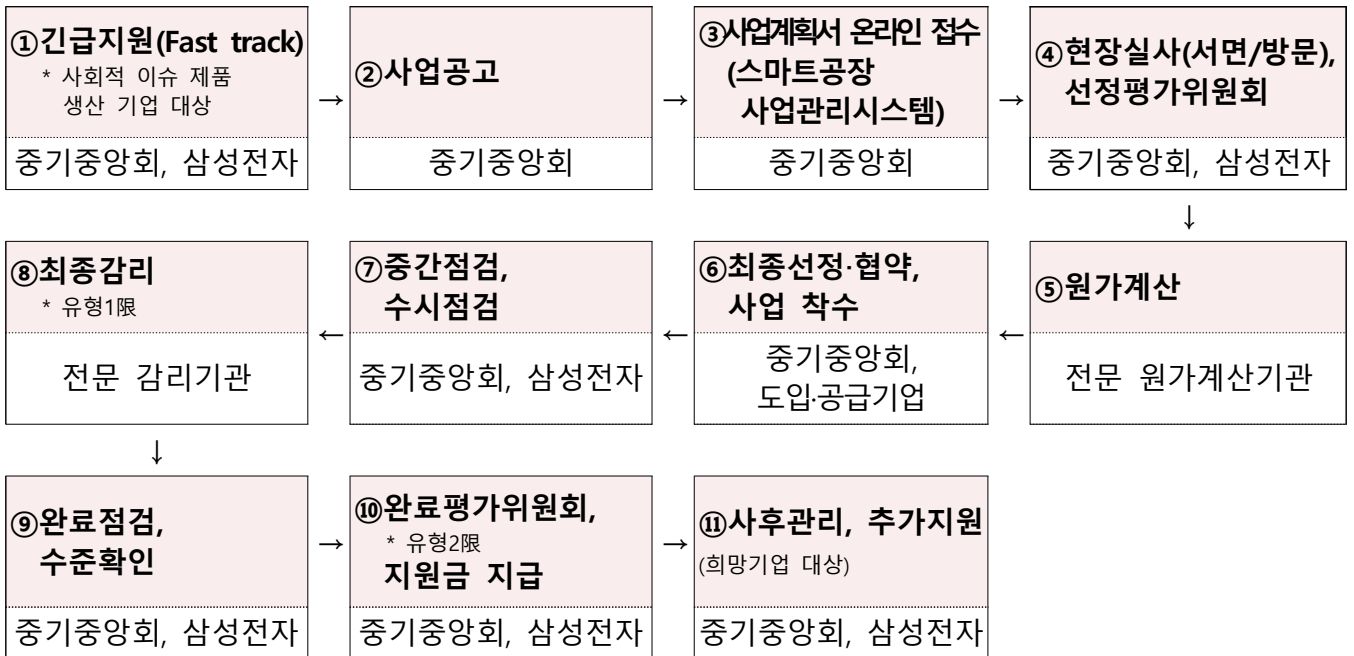 ①긴급지원(Fast track)
* 사회적 이슈 제품
생산 기업 대상
중기중앙회, 삼성전자
→
②사업공고
중기중앙회
→
③사업계획서 온라인 접수
(스마트공장
사업관리시스템)
중기중앙회
→
④현장실사(서면/방문),
선정평가위원회
중기중앙회, 삼성전자
↓
⑤원가계산
전문 원가계산기관
←
⑥최종선정·협약,
사업 착수
중기중앙회,
도입·공급기업
←
⑦중간점검,
수시점검
중기중앙회, 삼성전자
←
⑧최종감리
* 유형1限
전문 감리기관
↓
⑨완료점검,
수준확인
중기중앙회, 삼성전자
→
⑩완료평가위원회,
* 유형2限
지원금 지급
중기중앙회, 삼성전자
→
⑪사후관리, 추가지원
(희망기업 대상)
중기중앙회, 삼성전자